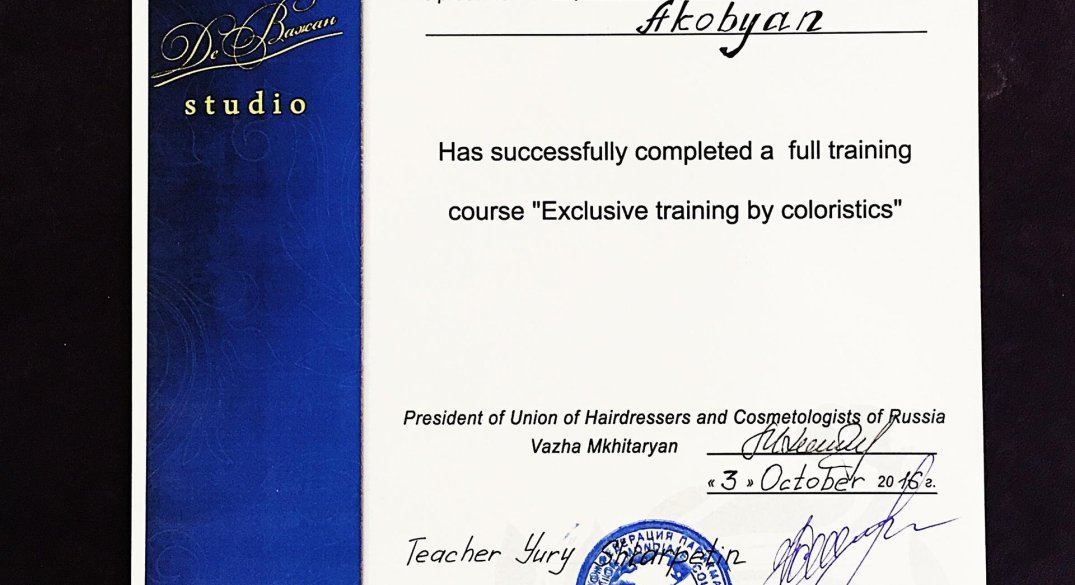 Де Важан
studio
Akobyan
Has successfully completed a full training
course "Exclusive training by coloristics"
President of Union of Hairdressers and Cosmetologists of Russia
Vazha Mkhitaryan
« 3 » October 2016 г.
Teacher Yury